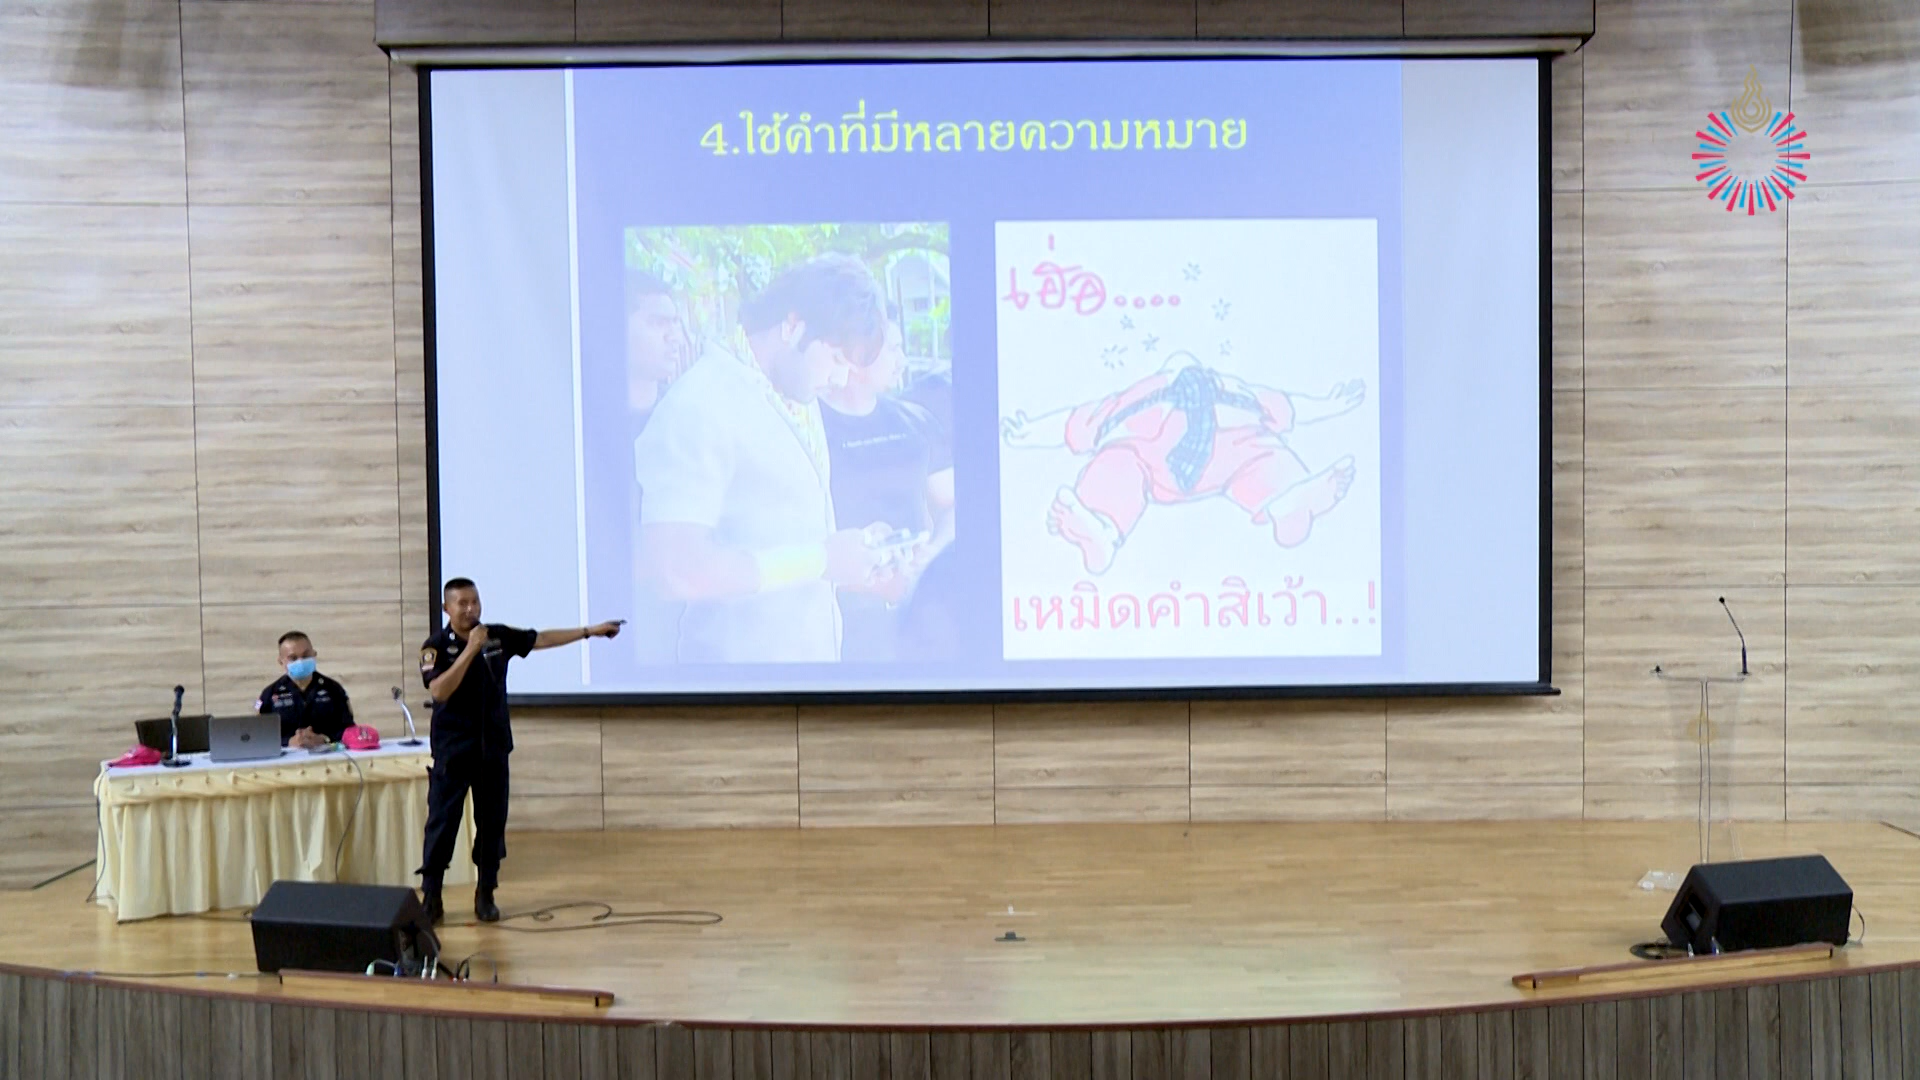 4.ใช้คำที่มีหลายความหมาย
เฮ่อ....
เหมิดคำสิเว้า..!